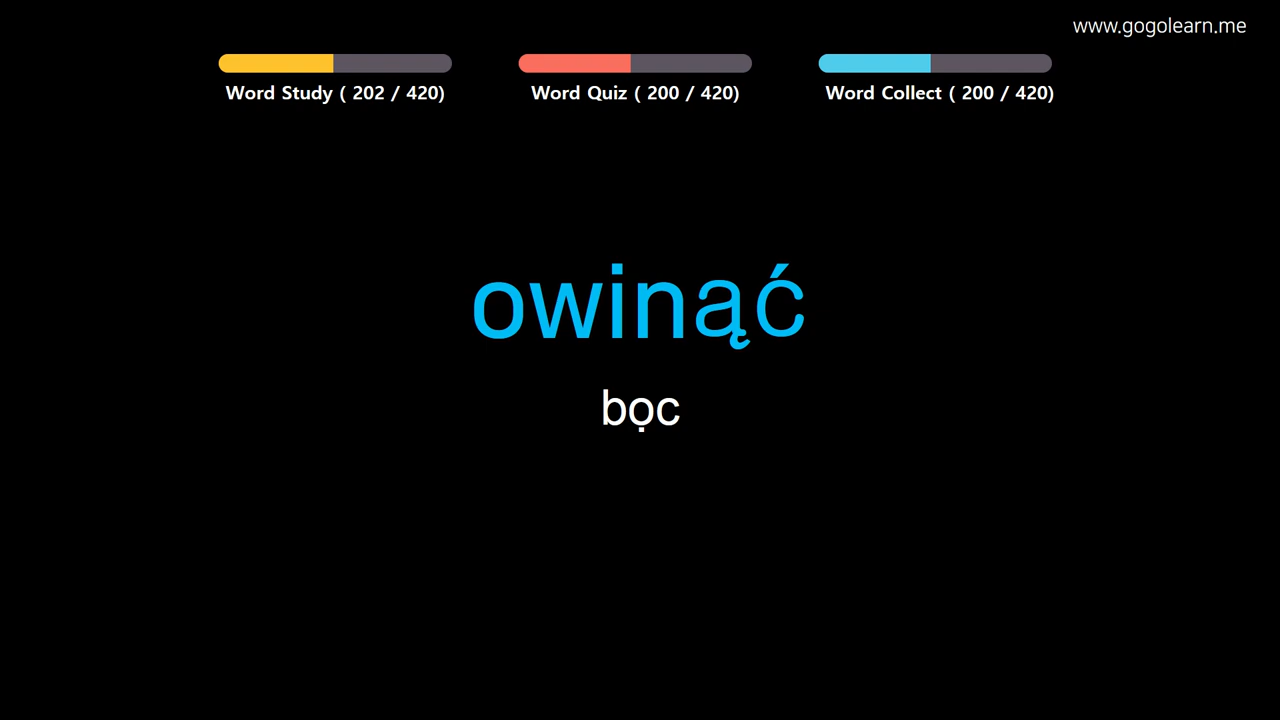 www.gogolearn.me
Word Study ( 202 / 420)
Word Quiz ( 200 / 420)
Word Collect ( 200 / 420)
owinąć
bọc